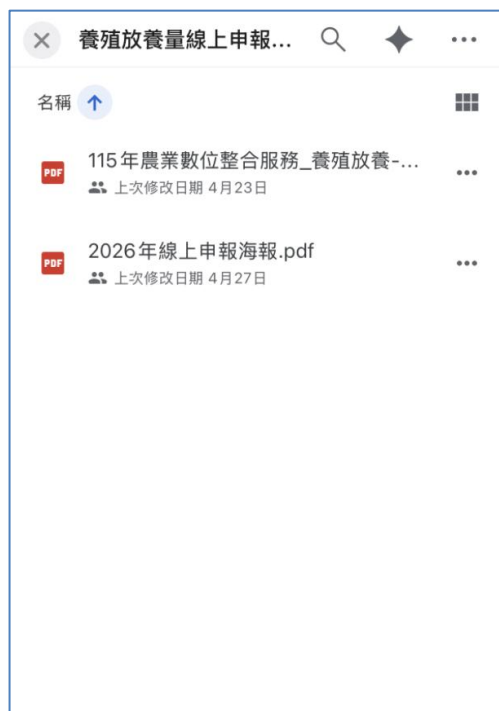 養殖放養量線上申報...
名稱
PDF
115年農業數位整合服務_養殖放養-...
上次修改日期 4月23日
PDF
2026年線上申報海報.pdf
上次修改日期 4月27日